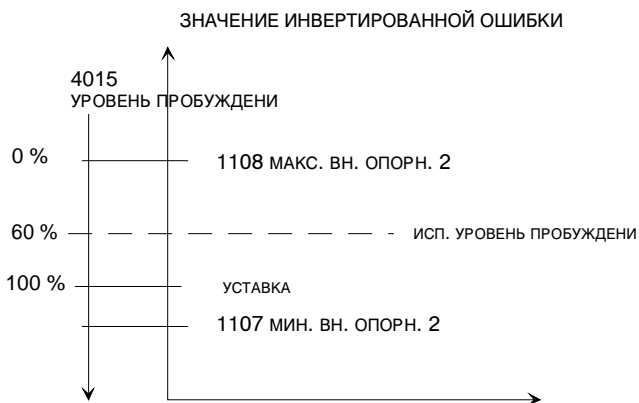 ЗНАЧЕНИЕ ИНВЕРТИРОВАННОЙ ОШИБКИ
4015
УРОВЕНЬ ПРОБУЖДЕНИ
0 %
1108 МАКС. ВН. ОПОРН. 2
60 %
ИСП. УРОВЕНЬ ПРОБУЖДЕНИ
100 %
УСТАВКА
1107 МИН. ВН. ОПОРН. 2